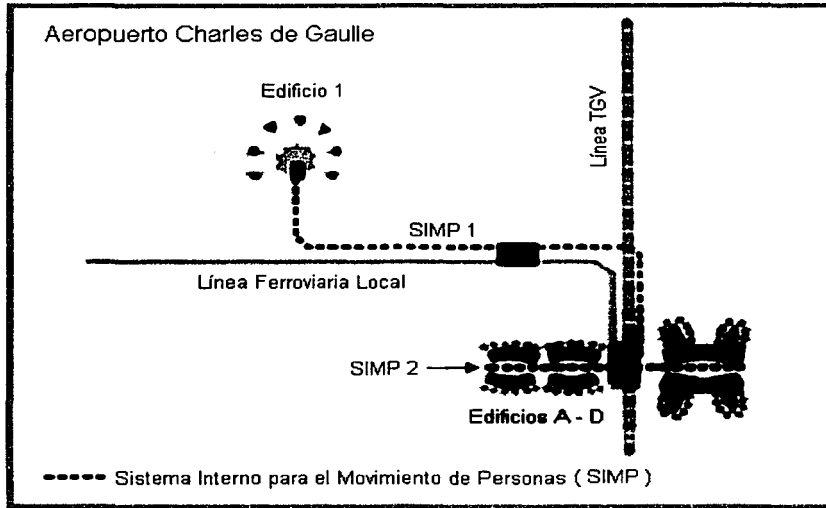 Aeropuerto Charles de Gaulle
Edificio 1
Línea TGV
SIMP 1
Línea Ferroviaria Local
SIMP 2
Edificios A - D
Sistema Interno para el Movimiento de Personas ( SIMP )